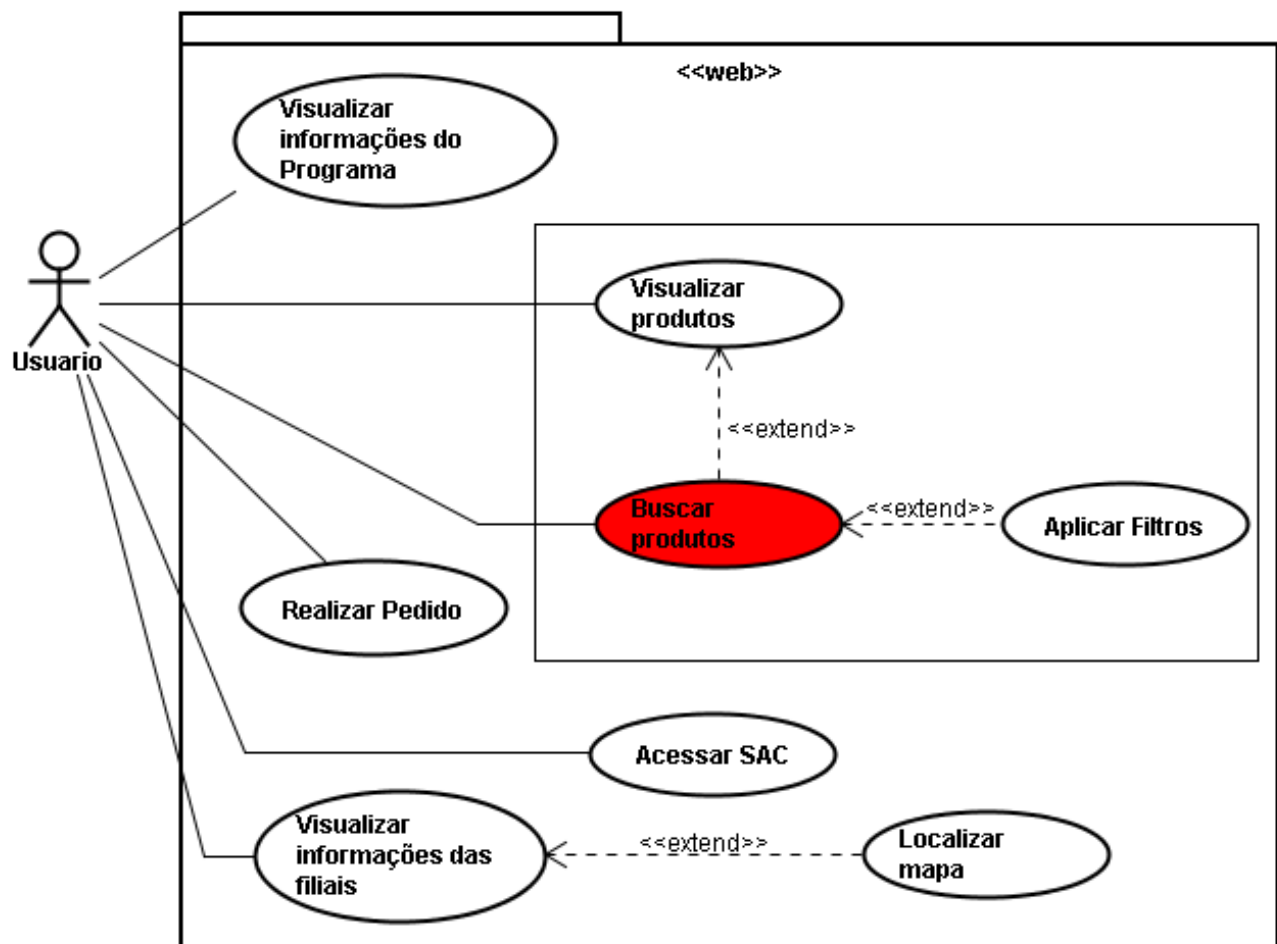 <<web>>
Visualizar
informações do
Programa
Usuario
Visualizar
produtos
<<extend>>
Buscar
produtos
<<extend>>
Aplicar Filtros
Realizar Pedido
Acessar SAC
Visualizar
informações das
filiais
<<extend>>
Localizar
mapa